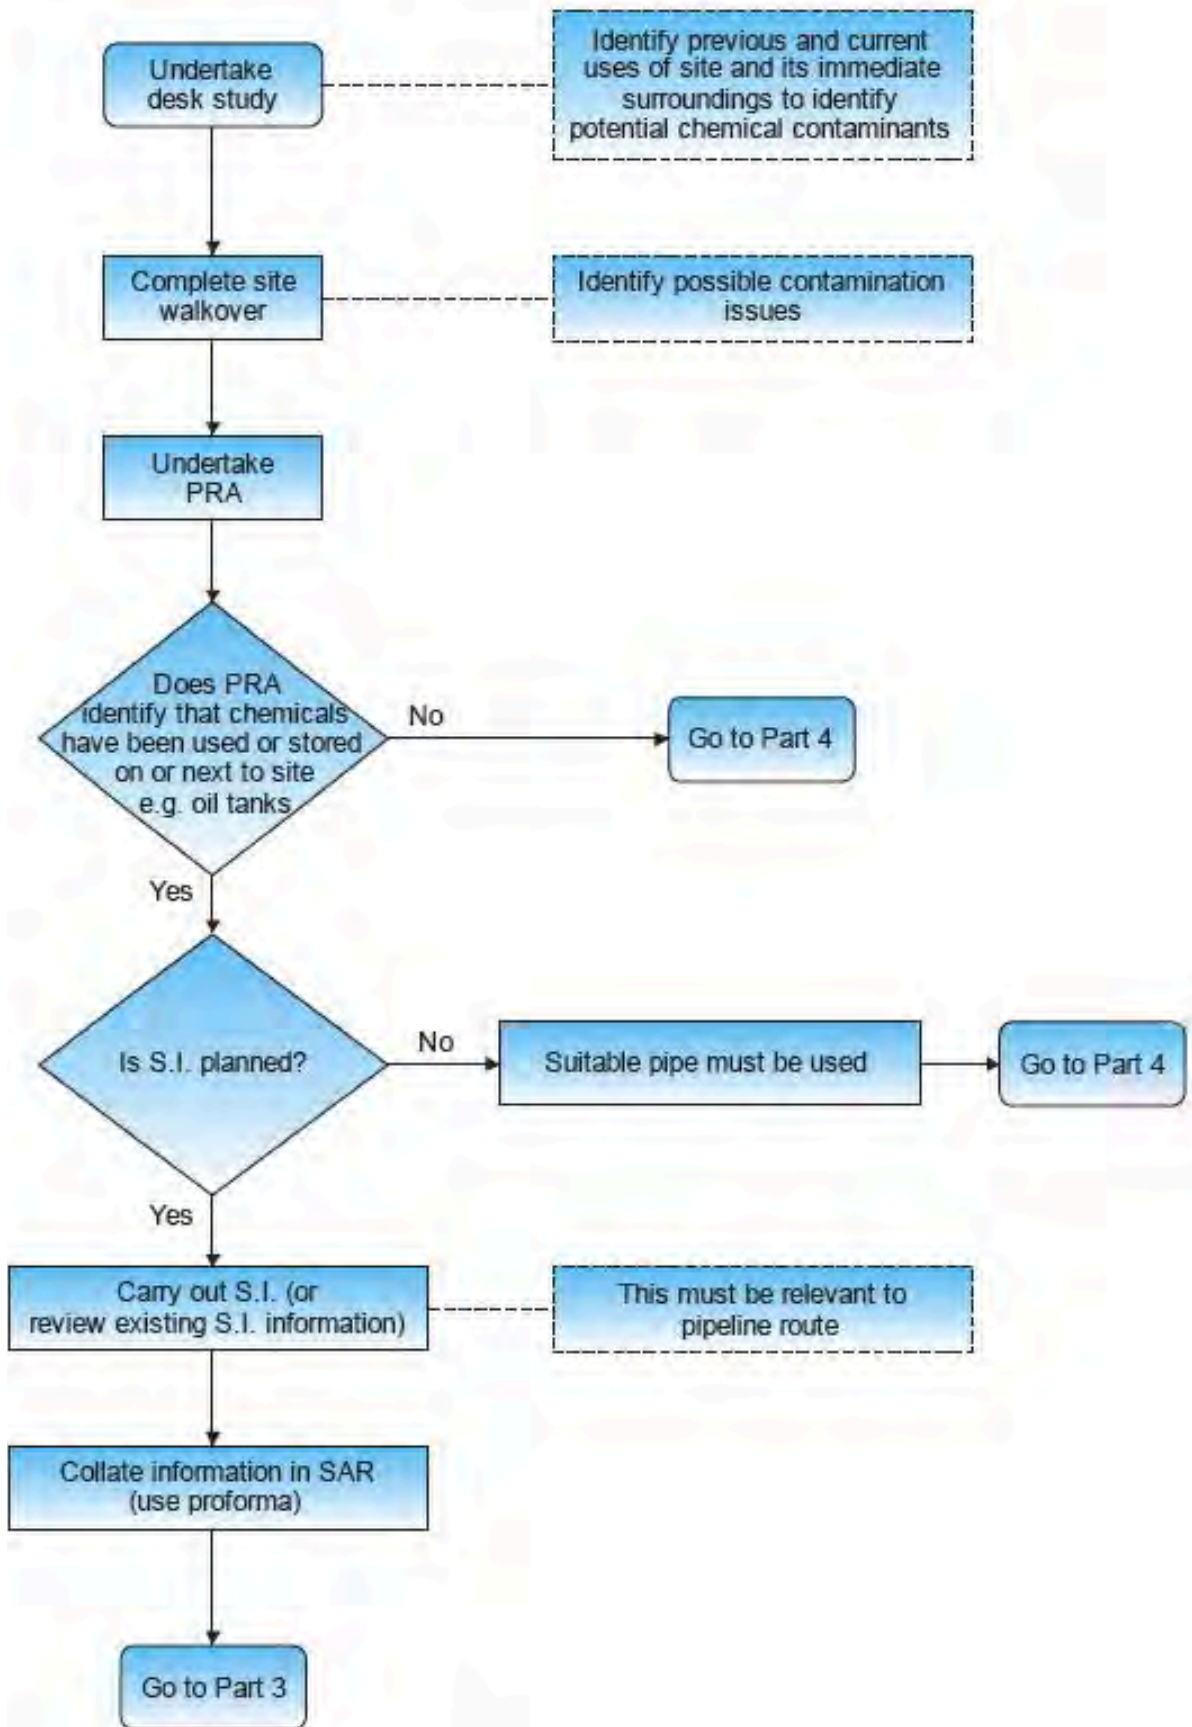 Undertake
desk study
Identify previous and current
uses of site and its immediate
surroundings to identify
potential chemical contaminants
Complete site
walkover
Identify possible contamination
issues
Undertake
PRA
Does PRA
identify that chemicals
have been used or stored
on or next to site
e.g. oil tanks
No
Go to Part 4
Yes
Is S.I. planned?
No
Suitable pipe must be used
Go to Part 4
Yes
Carry out S.I. (or
review existing S.I. information)
This must be relevant to
pipeline route
Collate information in SAR
(use proforma)
Go to Part 3